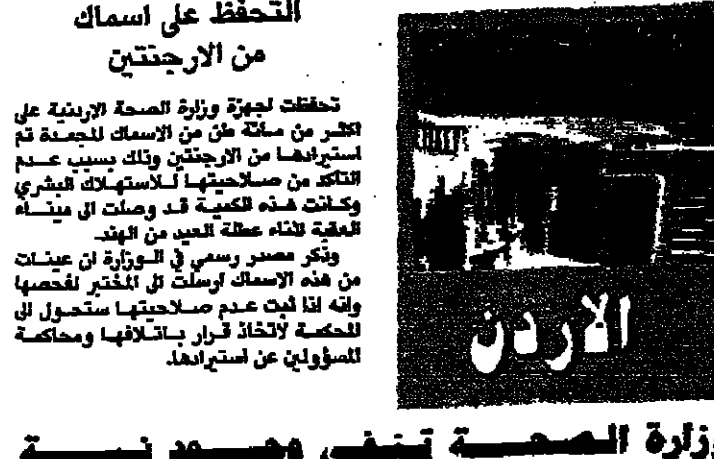 التحفظ على اسماك
من الارجنتين
تحفظت اجهزة وزارة الصحة الاردنية على
اكثر من مائة طن من الاسماك المجمدة تم
استيرادها من الارجنتين وذلك بسبب عدم
التأكد من صلاحيتها للاستهلاك البشري
وكانت هذه الكمية قد وصلت الى ميناء
العقبة اثناء عطلة العيد من الهند.
وذكر مصدر رسمي في الوزارة ان عينات
من هذه الاسماك ارسلت الى المختبر لفحصها
وانه اذا ثبت عدم صلاحيتها ستحول الى
المحكمة لاتخاذ قرار باتلافها ومحاكمة
المسؤولين عن استيرادها.
الاردن
وزارة الصحة تنفي وجود